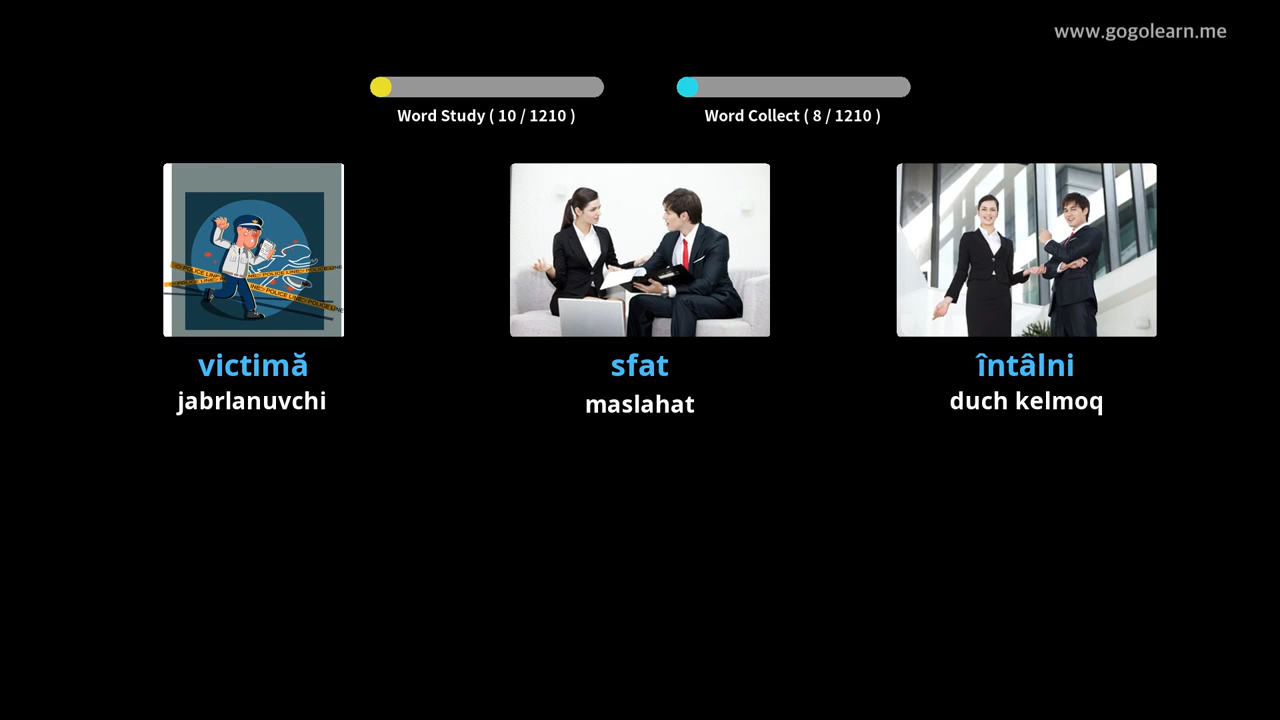 www.gogolearn.me
Word Study ( 10 / 1210 )
Word Collect ( 8 / 1210 )
victimă
jabrlanuvchi
sfat
maslahat
întâlni
duch kelmoq